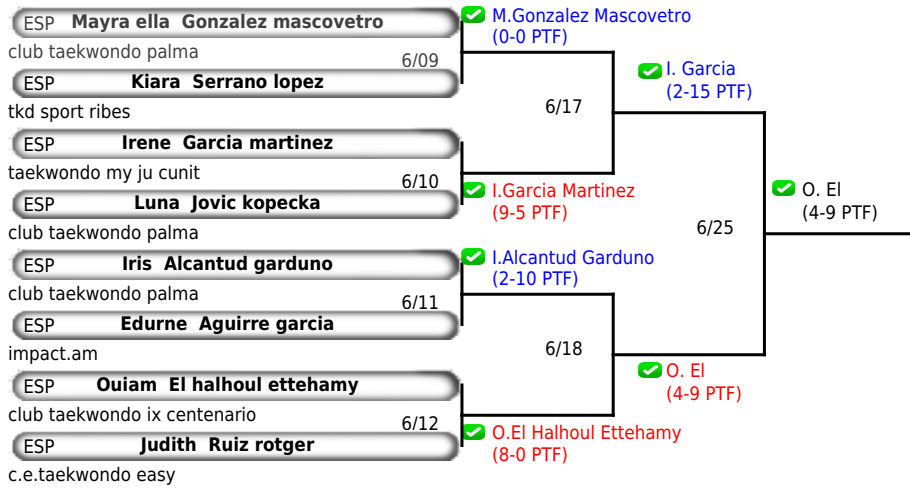 ESP Mayra ella Gonzalez mascovetro
club taekwondo palma
6/09
ESP Kiara Serrano lopez
tkd sport ribes
ESP Irene Garcia martinez
taekwondo my ju cunit
6/10
ESP Luna Jovic kopecka
club taekwondo palma
ESP Iris Alcantud garduno
club taekwondo palma
6/11
ESP Edurne Aguirre garcia
impact.am
ESP Ouiam El halhoul ettehamy
club taekwondo ix centenario
6/12
ESP Judith Ruiz rotger
c.e.taekwondo easy
M.Gonzalez Mascovetro
(0-0 PTF)
6/17
I.Garcia Martinez
(9-5 PTF)
I.Alcantud Garduno
(2-10 PTF)
6/18
O.El Halhoul Ettehamy
(8-0 PTF)
I. Garcia
(2-15 PTF)
6/25
O. El
(4-9 PTF)
O. El
(4-9 PTF)